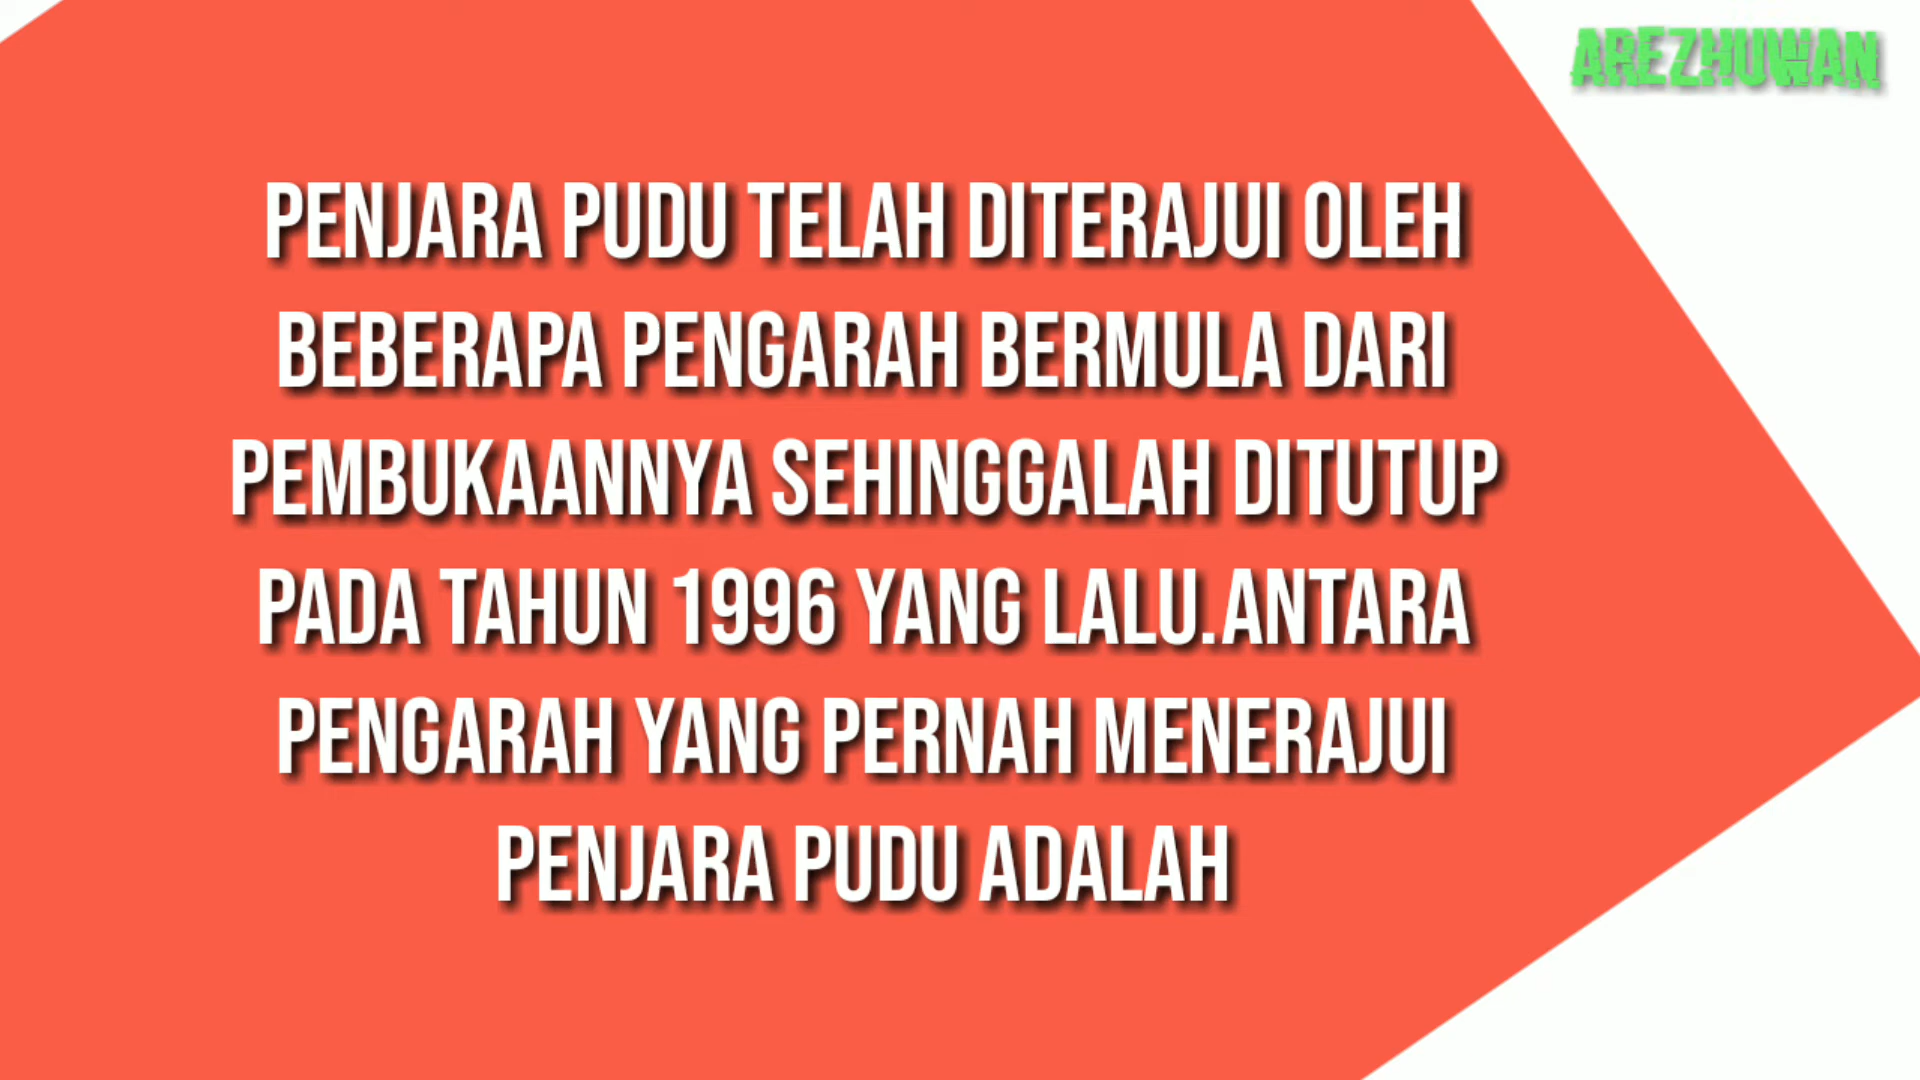 AREZHUWAN
PENJARA PUDU TELAH DITERAJUI OLEH
BEBERAPA PENGARAH BERMULA DARI
PEMBUKAANNYA SEHINGGALAH DITUTUP
PADA TAHUN 1996 YANG LALU.ANTARA
PENGARAH YANG PERNAH MENERAJUI
PENJARA PUDU ADALAH